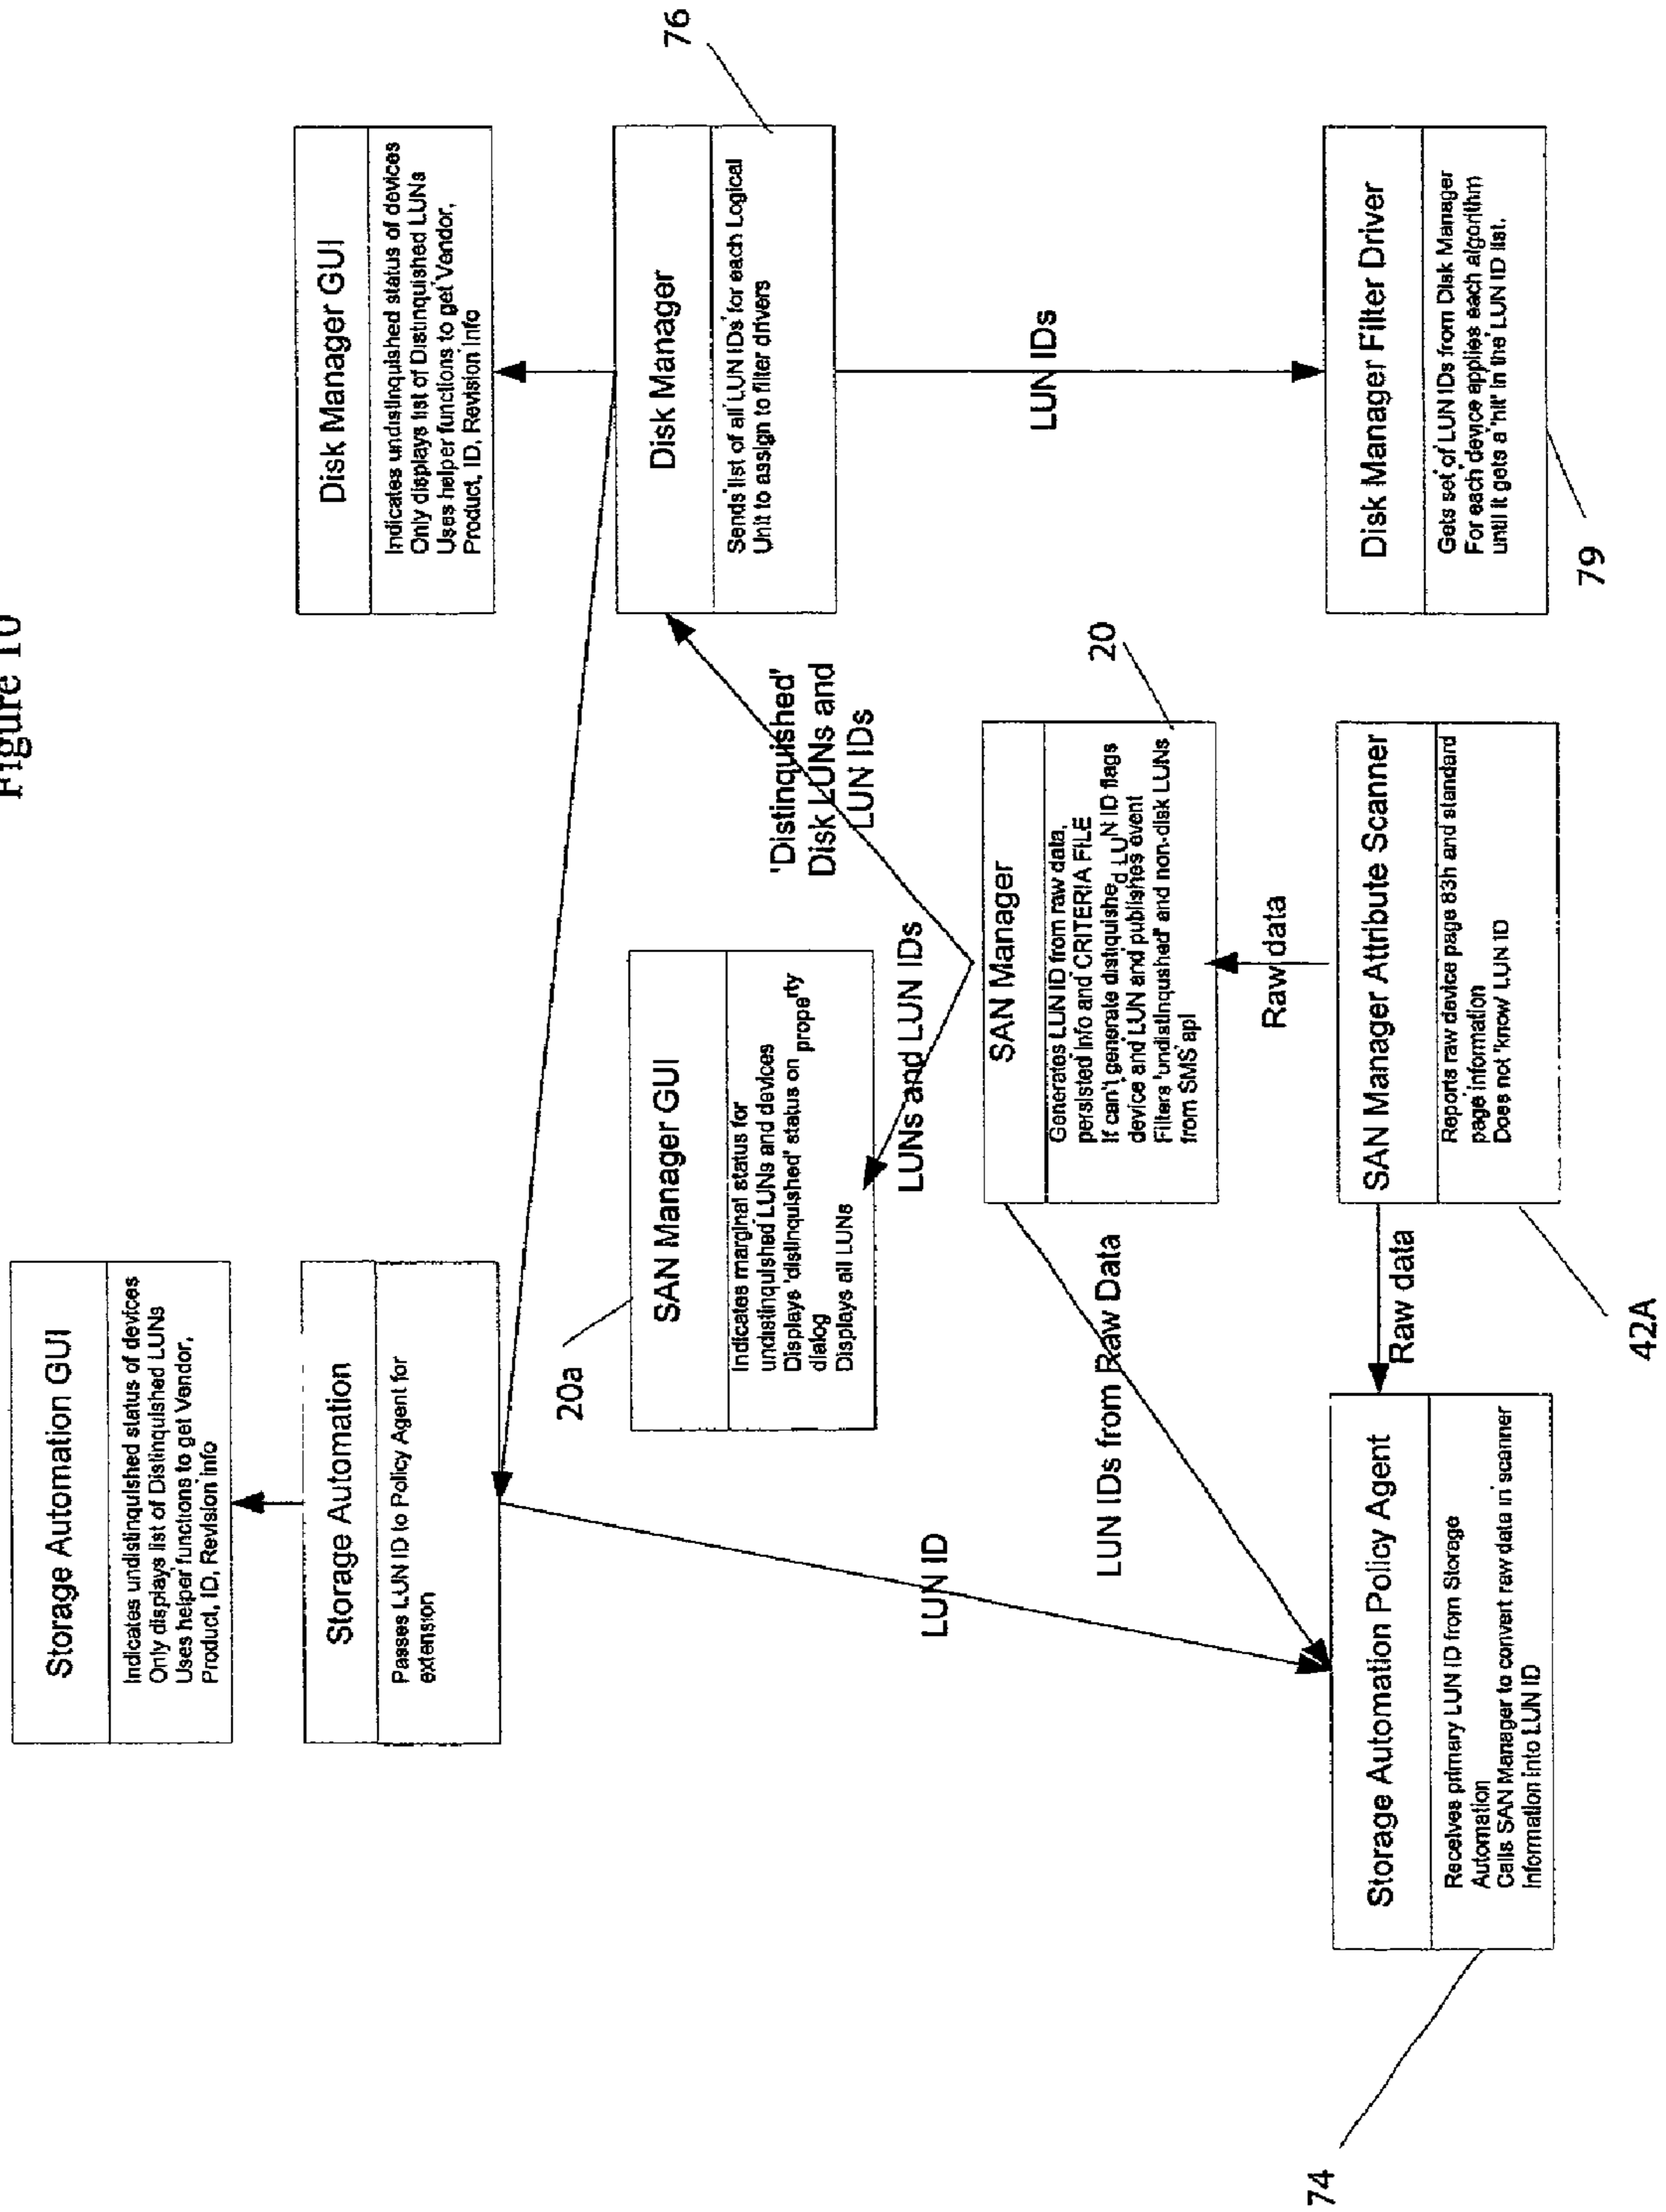 Figure 10
Storage Automation GUI
Indicates undistinquished status of devices
Only displays list of Distinquished LUNs
Uses helper functions to get Vendor,
Product, ID, Revision info
Storage Automation
Passes LUN ID to Policy Agent for
extension
Disk Manager GUI
Indicates undistinquished status of devices
Only displays list of Distinquished LUNs
Uses helper functions to get Vendor,
Product, ID, Revision Info
76
Disk Manager
Sends list of all LUN IDs for each Logical
Unit to assign to filter drivers
20a
SAN Manager GUI
Indicates marginal status for
undistinquished LUNs and devices
Displays 'distinquished' status on property
dialog
Displays all LUNs
'Distinquished'
Disk LUNs and
LUN IDs
LUNs and LUN IDs
LUN ID
LUN IDs from Raw Data
20
SAN Manager
Generates LUN ID from raw data,
persisted info and CRITERIA FILE
If can't generate distiquished LUN ID flags
device and LUN and publishes event
Filters 'undistinqushed' and non-disk LUNs
from SMS api
LUN IDs
Raw data
Raw data
Storage Automation Policy Agent
Receives primary LUN ID from Storage
Automation
Calls SAN Manager to convert raw data in scanner
Information into LUN ID
74
SAN Manager Attribute Scanner
Reports raw device page 83h and standard
page information
Does not 'know' LUN ID
42A
Disk Manager Filter Driver
Gets set of LUN IDs from Disk Manager
For each device applies each algorithm
until it gets a "hit" in the LUN ID list.
79